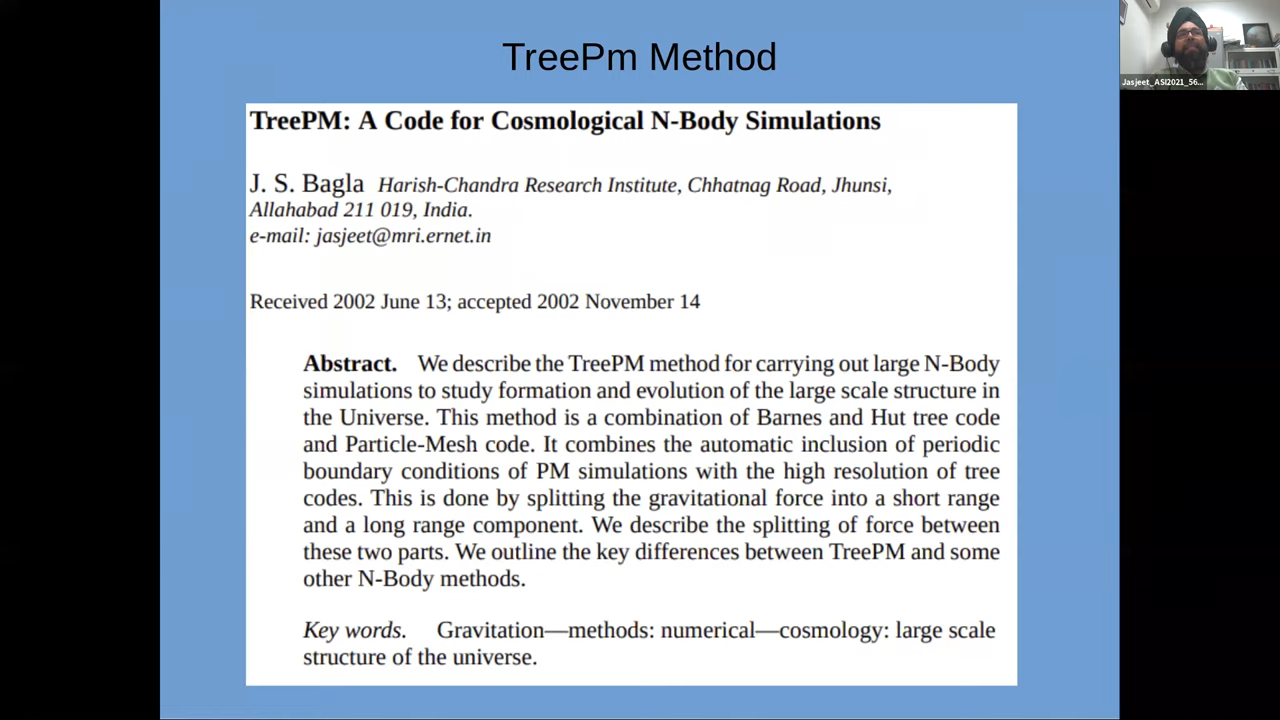 TreePm Method
TreePM: A Code for Cosmological N-Body Simulations
J. S. Bagla Harish-Chandra Research Institute, Chhatnag Road, Jhunsi,
Allahabad 211 019, India.
e-mail: jasjeet@mri.ernet.in
Received 2002 June 13; accepted 2002 November 14
Abstract. We describe the TreePM method for carrying out large N-Body
simulations to study formation and evolution of the large scale structure in
the Universe. This method is a combination of Barnes and Hut tree code
and Particle-Mesh code. It combines the automatic inclusion of periodic
boundary conditions of PM simulations with the high resolution of tree
codes. This is done by splitting the gravitational force into a short range
and a long range component. We describe the splitting of force between
these two parts. We outline the key differences between TreePM and some
other N-Body methods.
Key words. Gravitation—methods: numerical—cosmology: large scale
structure of the universe.
Jasjeet_ASI2021_56...